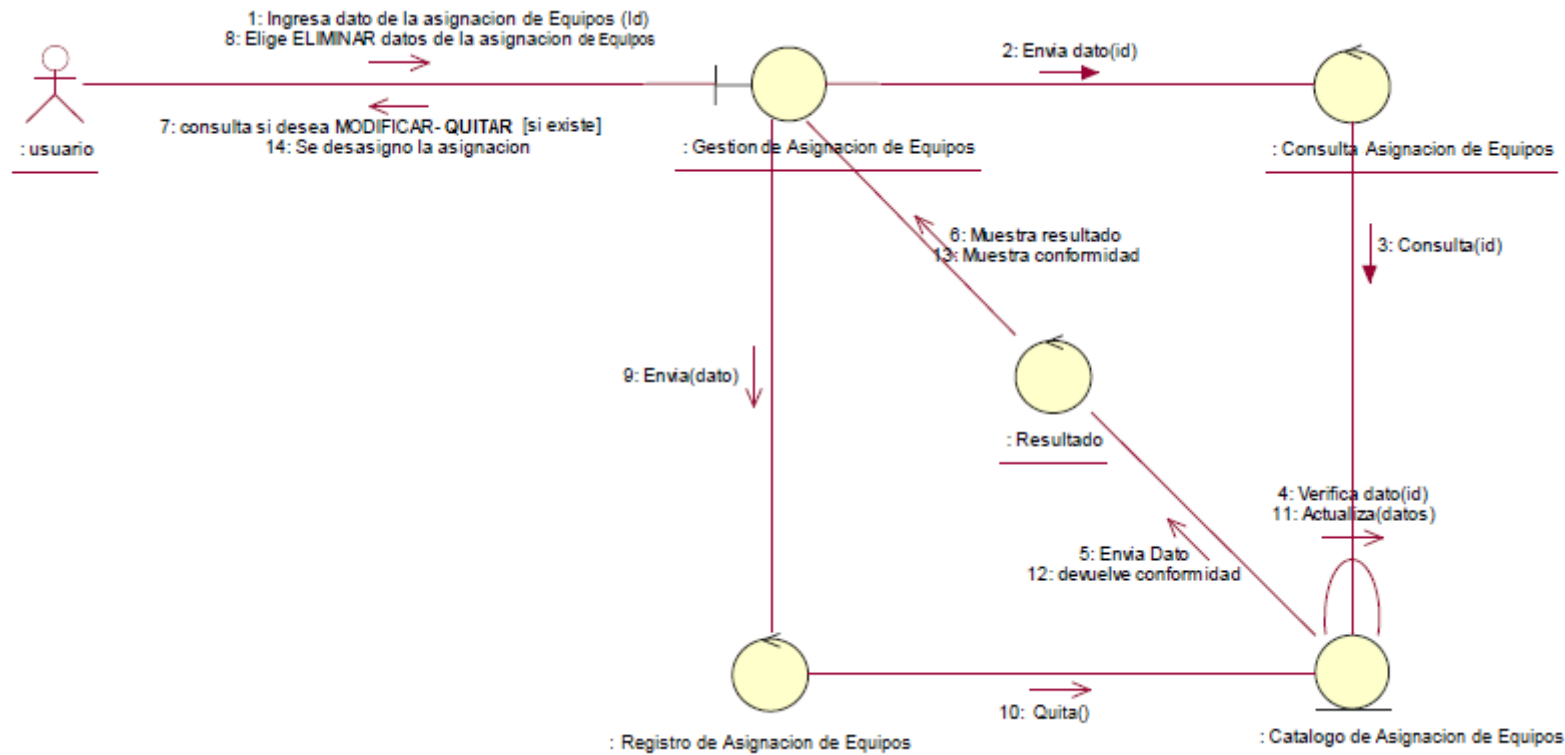 1: Ingresa dato de la asignacion de Equipos (Id)
8: Elige ELIMINAR datos de la asignacion de Equipos
2: Envia dato(id)
7: consulta si desea MODIFICAR- QUITAR [si existe]
14: Se desasigno la asignacion
: usuario
: Gestion de Asignacion de Equipos
: Consulta Asignacion de Equipos
6: Muestra resultado
13: Muestra conformidad
3: Consulta(id)
9: Envia(dato)
: Resultado
4: Verifica dato(id)
11: Actualiza(datos)
5: Envia Dato
12: devuelve conformidad
10: Quita()
: Registro de Asignacion de Equipos
: Catalogo de Asignacion de Equipos